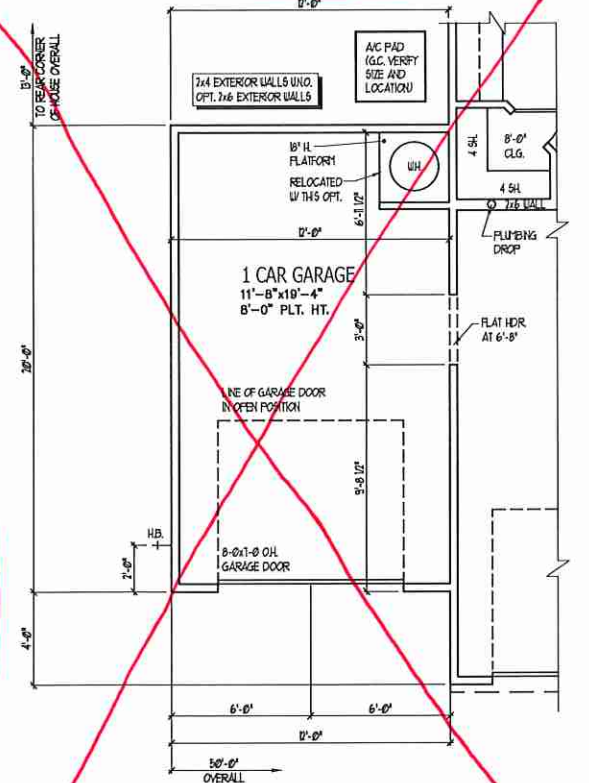 12'-0"
13'-0"
TO REAR CORNER
OF HOUSE OVERALL
A/C PAD
(G.C. VERIFY
SIZE AND
LOCATION)
2x4 EXTERIOR WALLS U.N.O.
OPT. 2x6 EXTERIOR WALLS
18" H.
PLATFORM
W.H.
RELOCATED
W/ THIS OPT.
4 SH.
8'-0"
CLG.
4 SH.
2x6 WALL
PLUMBING
DROP
6'-11 1/2"
12'-0"
1 CAR GARAGE
11'-8"x19'-4"
8'-0" PLT. HT.
3'-0"
FLAT HDR.
AT 6'-8"
20'-0"
LINE OF GARAGE DOOR
IN OPEN POSITION
9'-8 1/2"
H.B.
2'-0"
8-0x7-0 O.H.
GARAGE DOOR
4'-0"
6'-0"
6'-0"
12'-0"
50'-0"
OVERALL